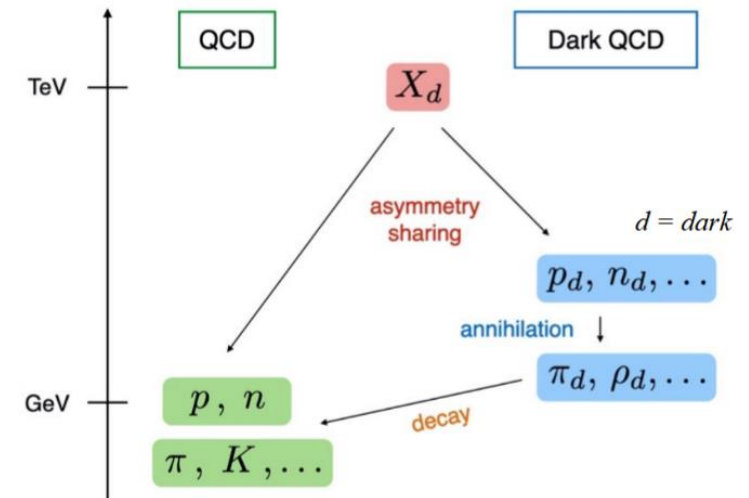 QCD
Dark QCD
TeV
X_d
asymmetry
sharing
d = dark
p_d, n_d, ...
annihilation
π_d, ρ_d, ...
GeV
p, n
decay
π, K, ...